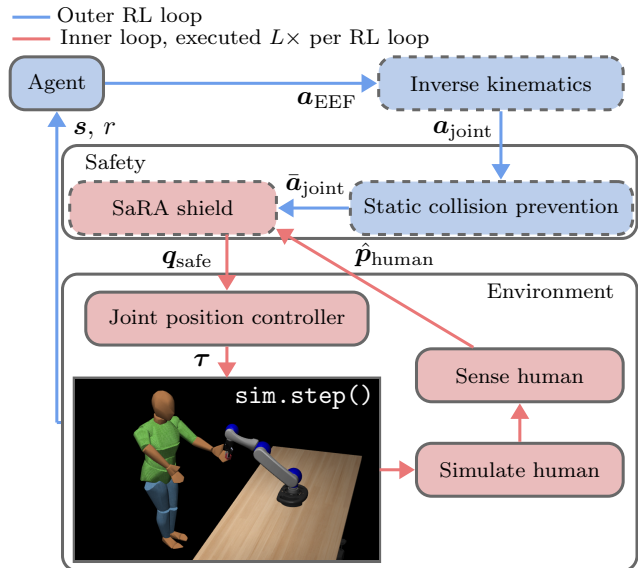 Outer RL loop
Inner loop, executed L× per RL loop
Agent
a_EEF
Inverse kinematics
s, r
a_joint
Safety
SaRA shield
ā_joint
Static collision prevention
q_safe
p̂_human
Environment
Joint position controller
τ
sim.step()
Sense human
Simulate human